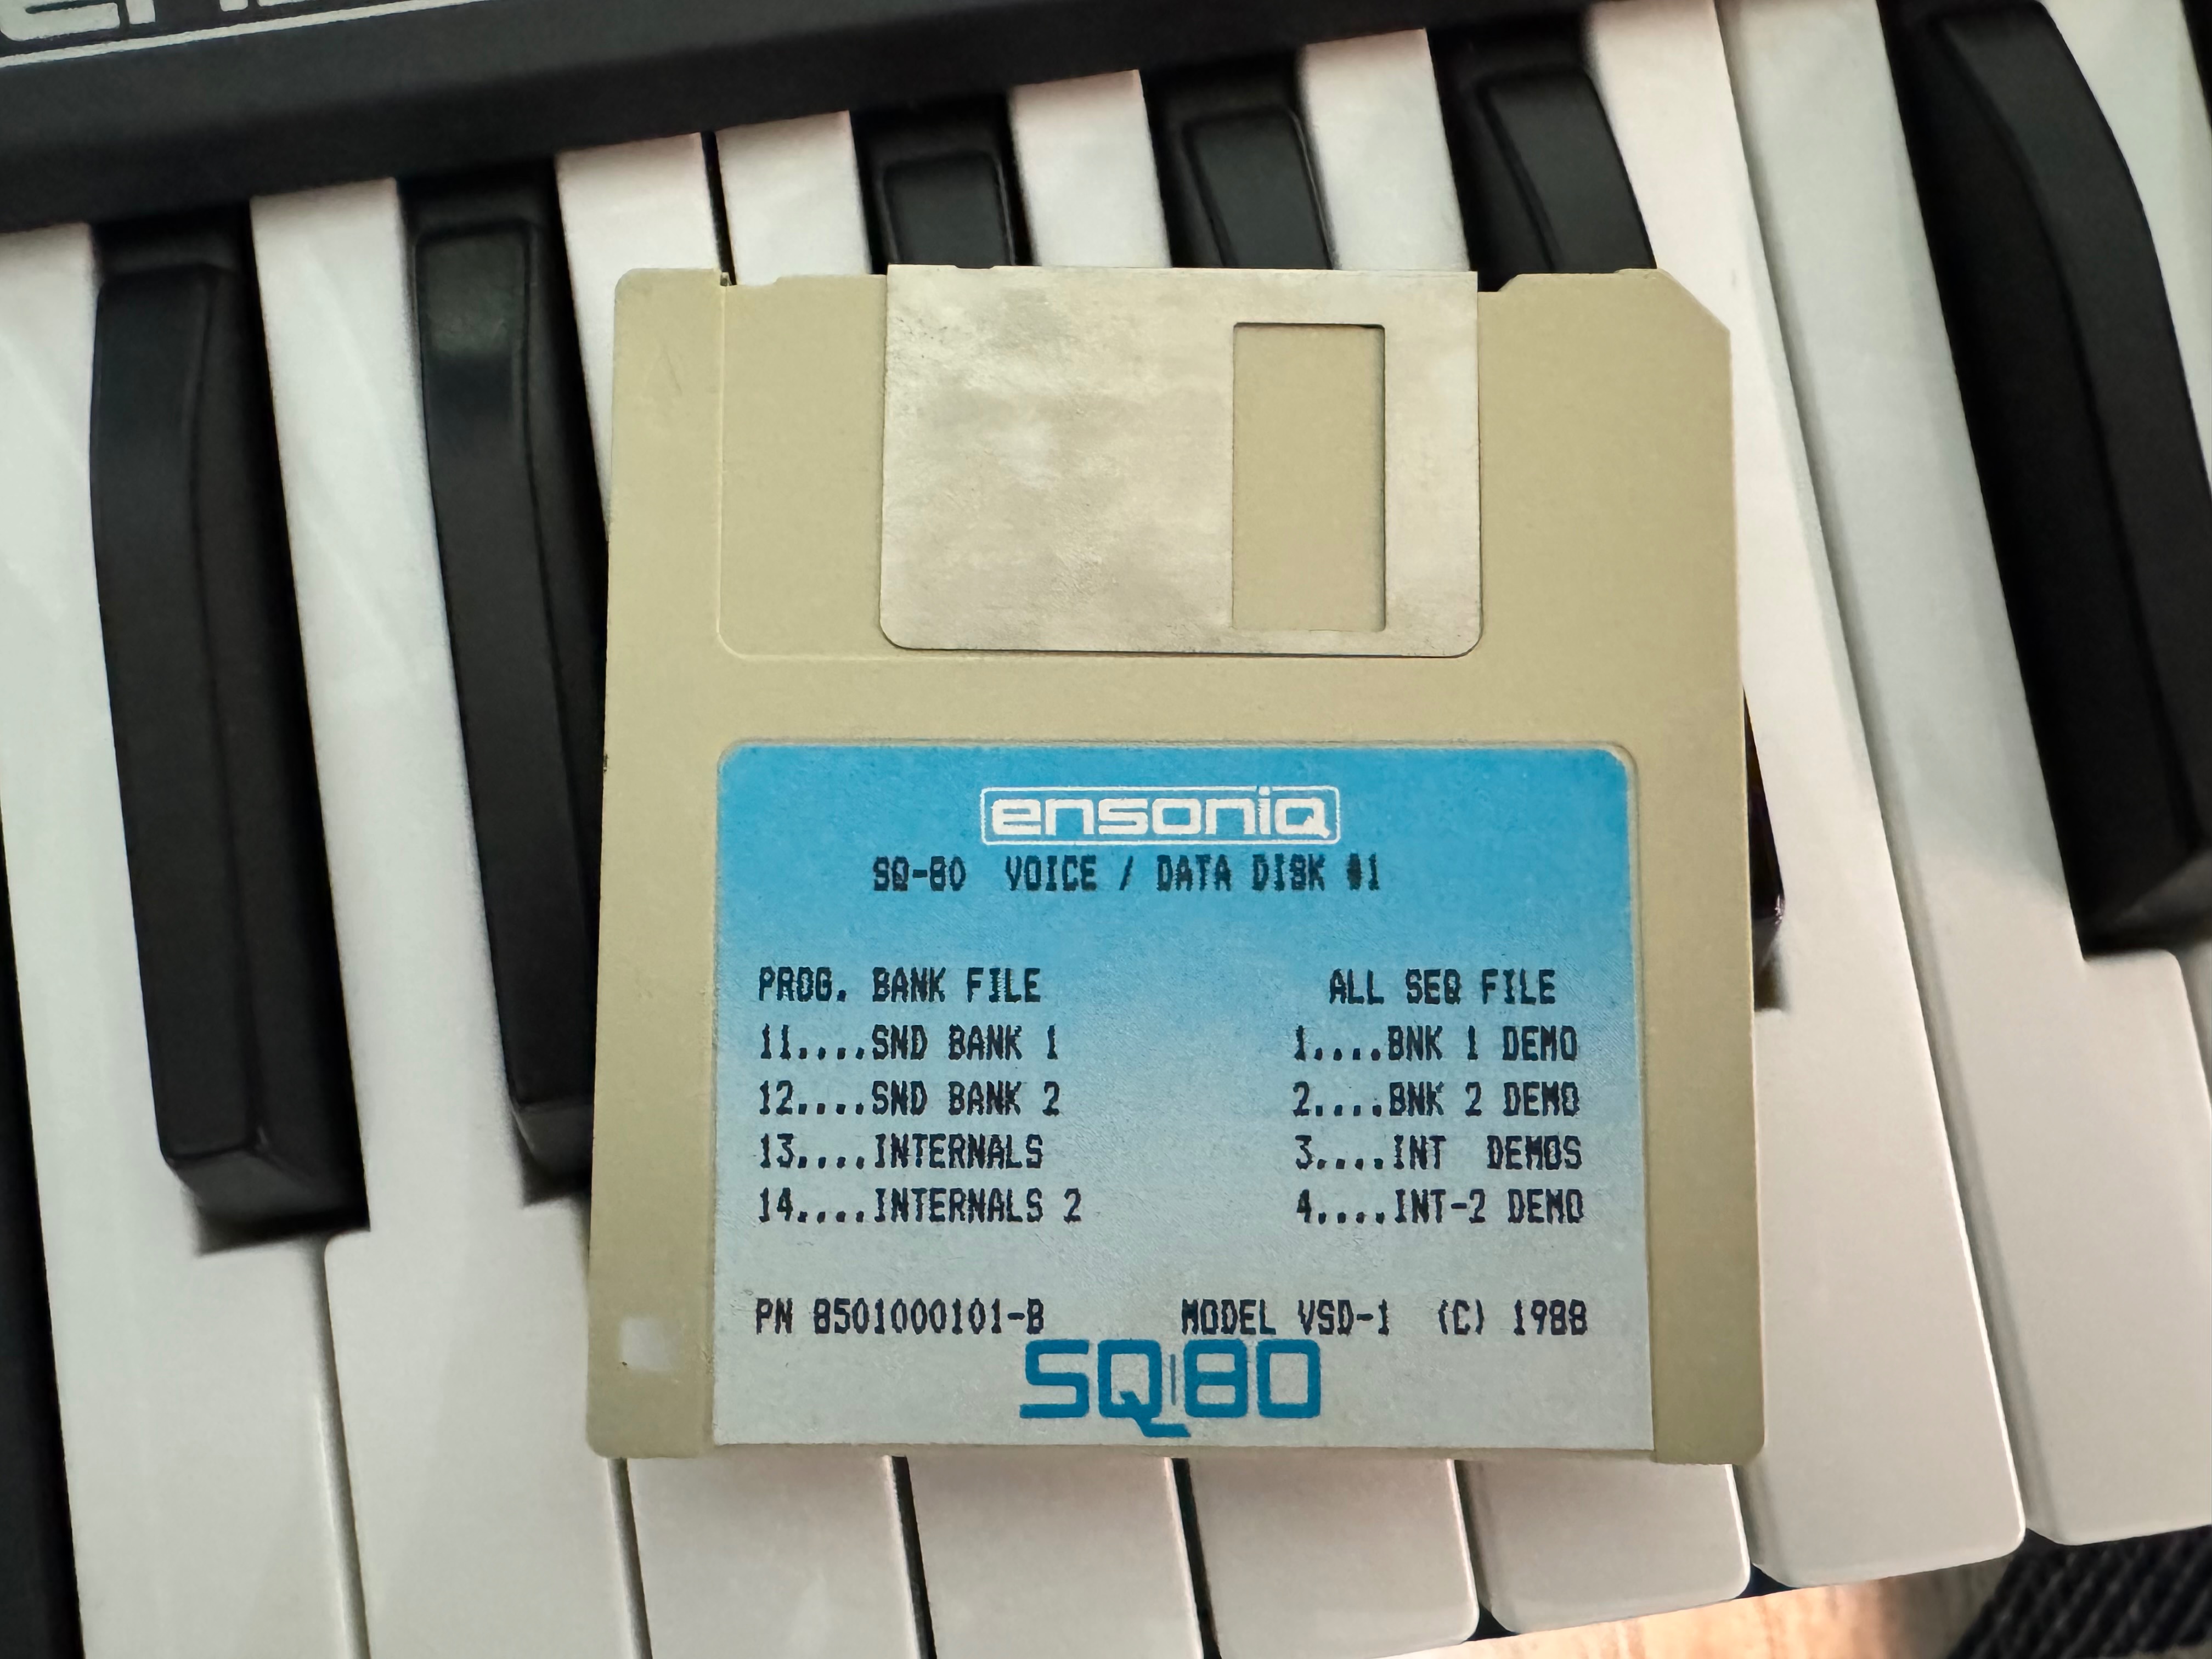 ensoniq
SQ-80 VOICE / DATA DISK #1
PROG. BANK FILE ALL SEQ FILE
11....SND BANK 1 1....BNK 1 DEMO
12....SND BANK 2 2....BNK 2 DEMO
13....INTERNALS 3....INT DEMOS
14....INTERNALS 2 4....INT-2 DEMO
PN 8501000101-B MODEL VSD-1 (C) 1988
SQ80